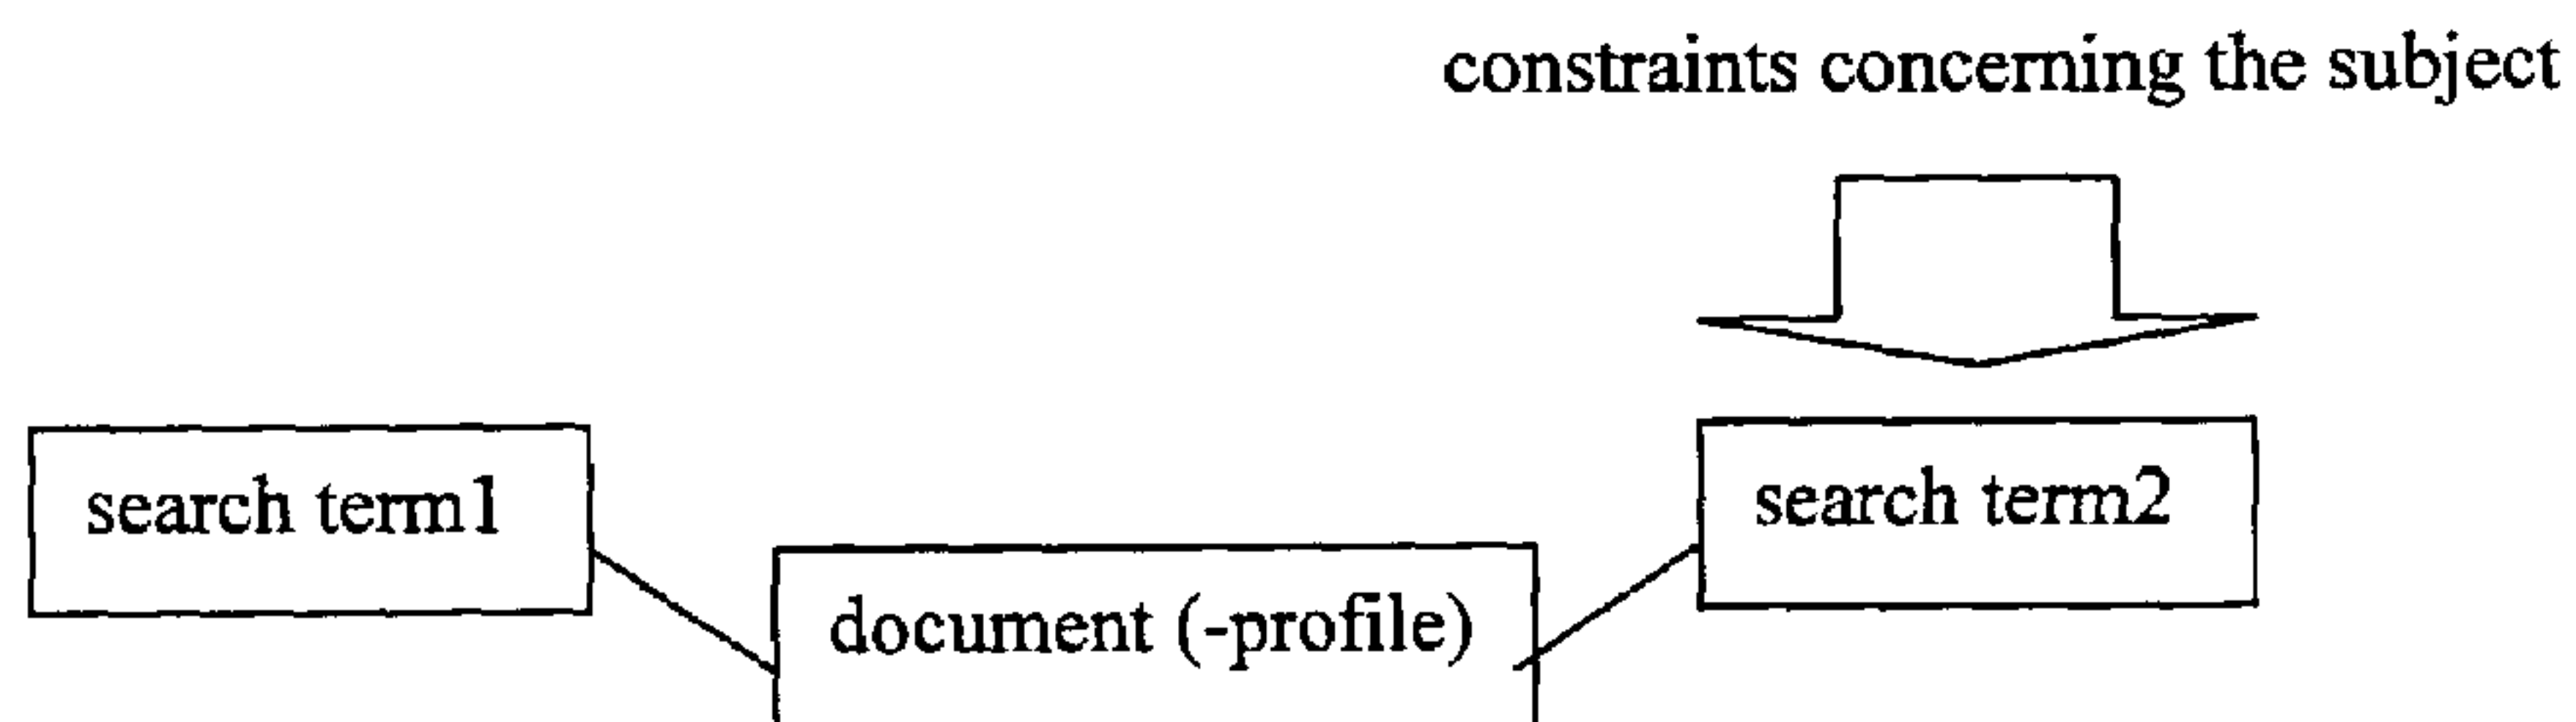 constraints concerning the subject
search term1
search term2
document (-profile)